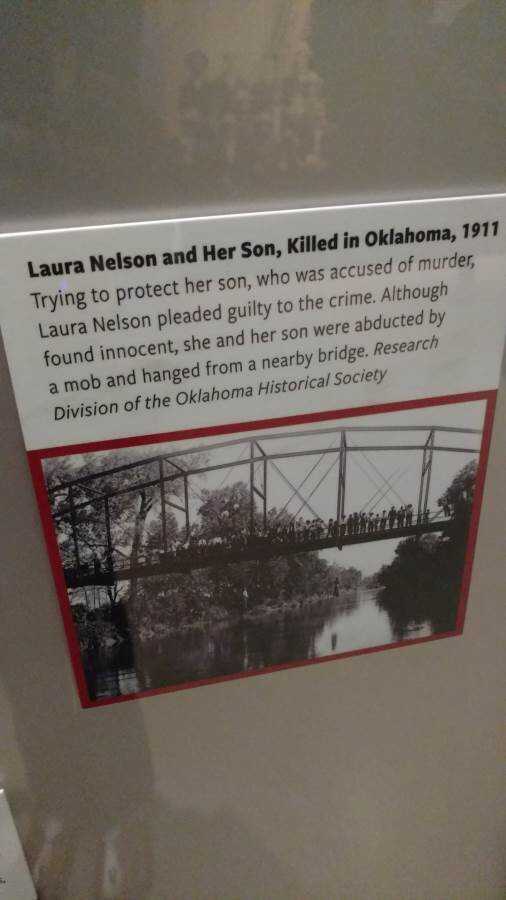 Laura Nelson and Her Son, Killed in Oklahoma, 1911
Trying to protect her son, who was accused of murder,
Laura Nelson pleaded guilty to the crime. Although
found innocent, she and her son were abducted by
a mob and hanged from a nearby bridge. Research
Division of the Oklahoma Historical Society